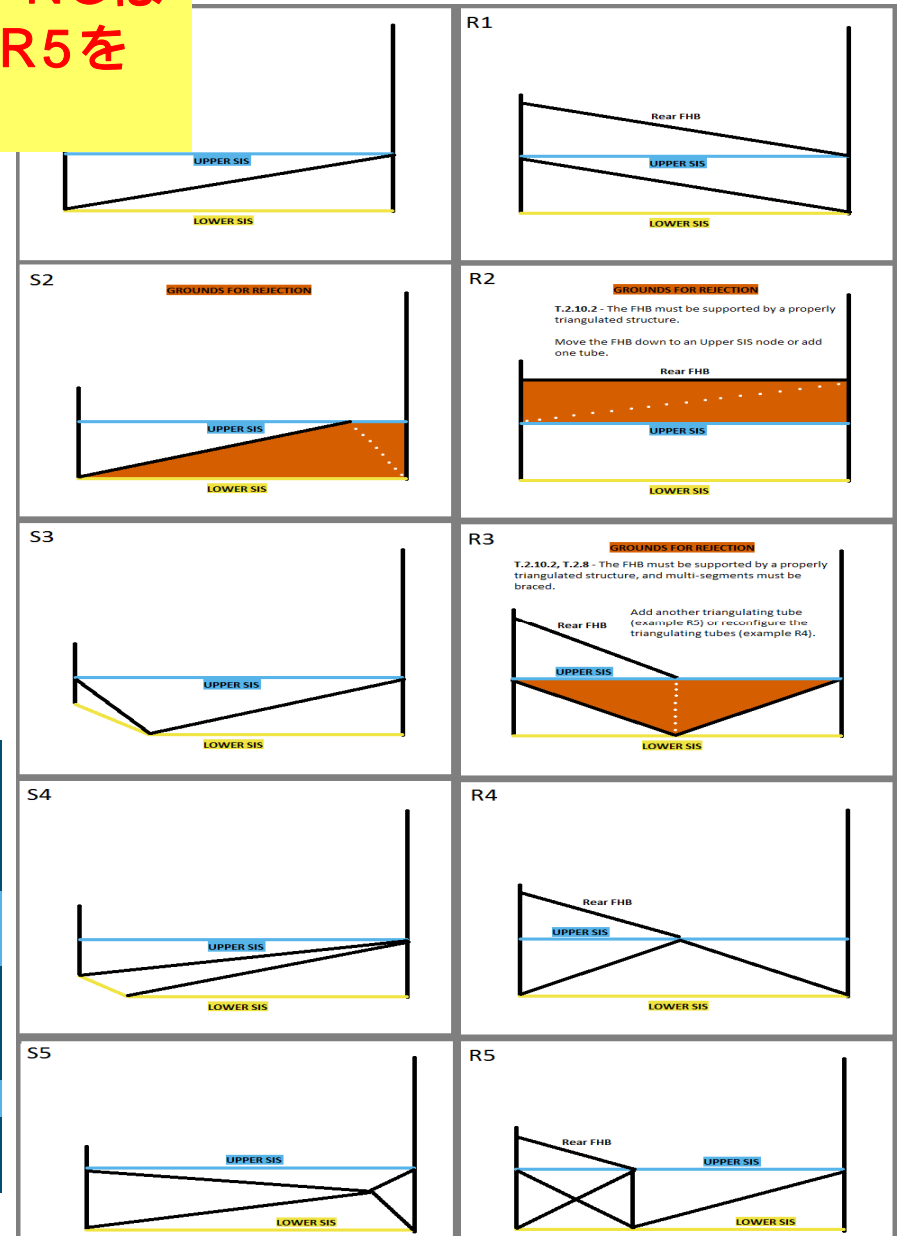 R5を
UPPER SIS
LOWER SIS
R1
Rear FHB
UPPER SIS
LOWER SIS
S2
GROUNDS FOR REJECTION
UPPER SIS
LOWER SIS
R2
GROUNDS FOR REJECTION
T.2.10.2 - The FHB must be supported by a properly
triangulated structure.
Move the FHB down to an Upper SIS node or add
one tube.
Rear FHB
UPPER SIS
LOWER SIS
S3
UPPER SIS
LOWER SIS
R3
GROUNDS FOR REJECTION
T.2.10.2, T.2.8 - The FHB must be supported by a properly
triangulated structure, and multi-segments must be
braced.
Add another triangulating tube
(example R5) or reconfigure the
triangulating tubes (example R4).
Rear FHB
UPPER SIS
LOWER SIS
S4
UPPER SIS
LOWER SIS
R4
Rear FHB
UPPER SIS
LOWER SIS
S5
UPPER SIS
LOWER SIS
R5
Rear FHB
UPPER SIS
LOWER SIS